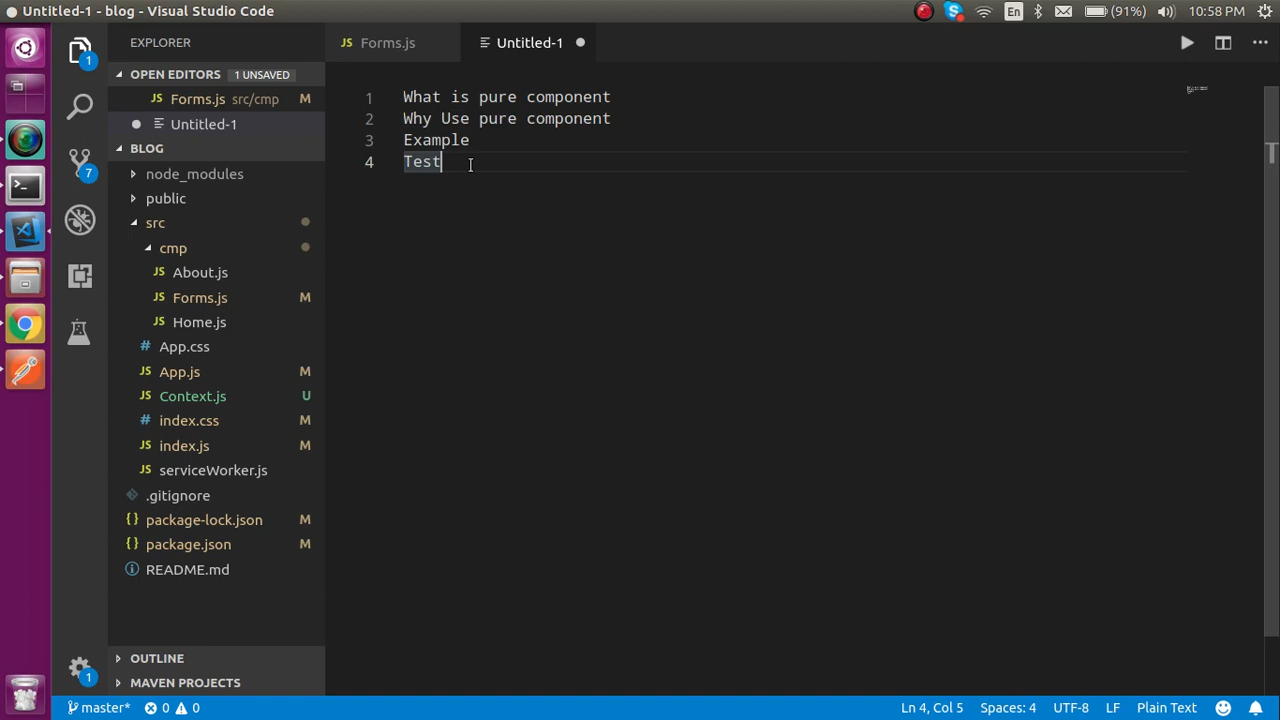 Untitled-1 - blog - Visual Studio Code
En
(91%)
10:58 PM
EXPLORER
Forms.js
Untitled-1
OPEN EDITORS
1 UNSAVED
Forms.js src/cmp M
Untitled-1
BLOG
node_modules
public
src
cmp
About.js
Forms.js M
Home.js
App.css
App.js M
Context.js U
index.css M
index.js M
serviceWorker.js
.gitignore
package-lock.json M
package.json M
README.md
OUTLINE
MAVEN PROJECTS
1
7
1
1 What is pure component
2 Why Use pure component
3 Example
4 Test
master* 0 0
Ln 4, Col 5
Spaces: 4
UTF-8
LF
Plain Text